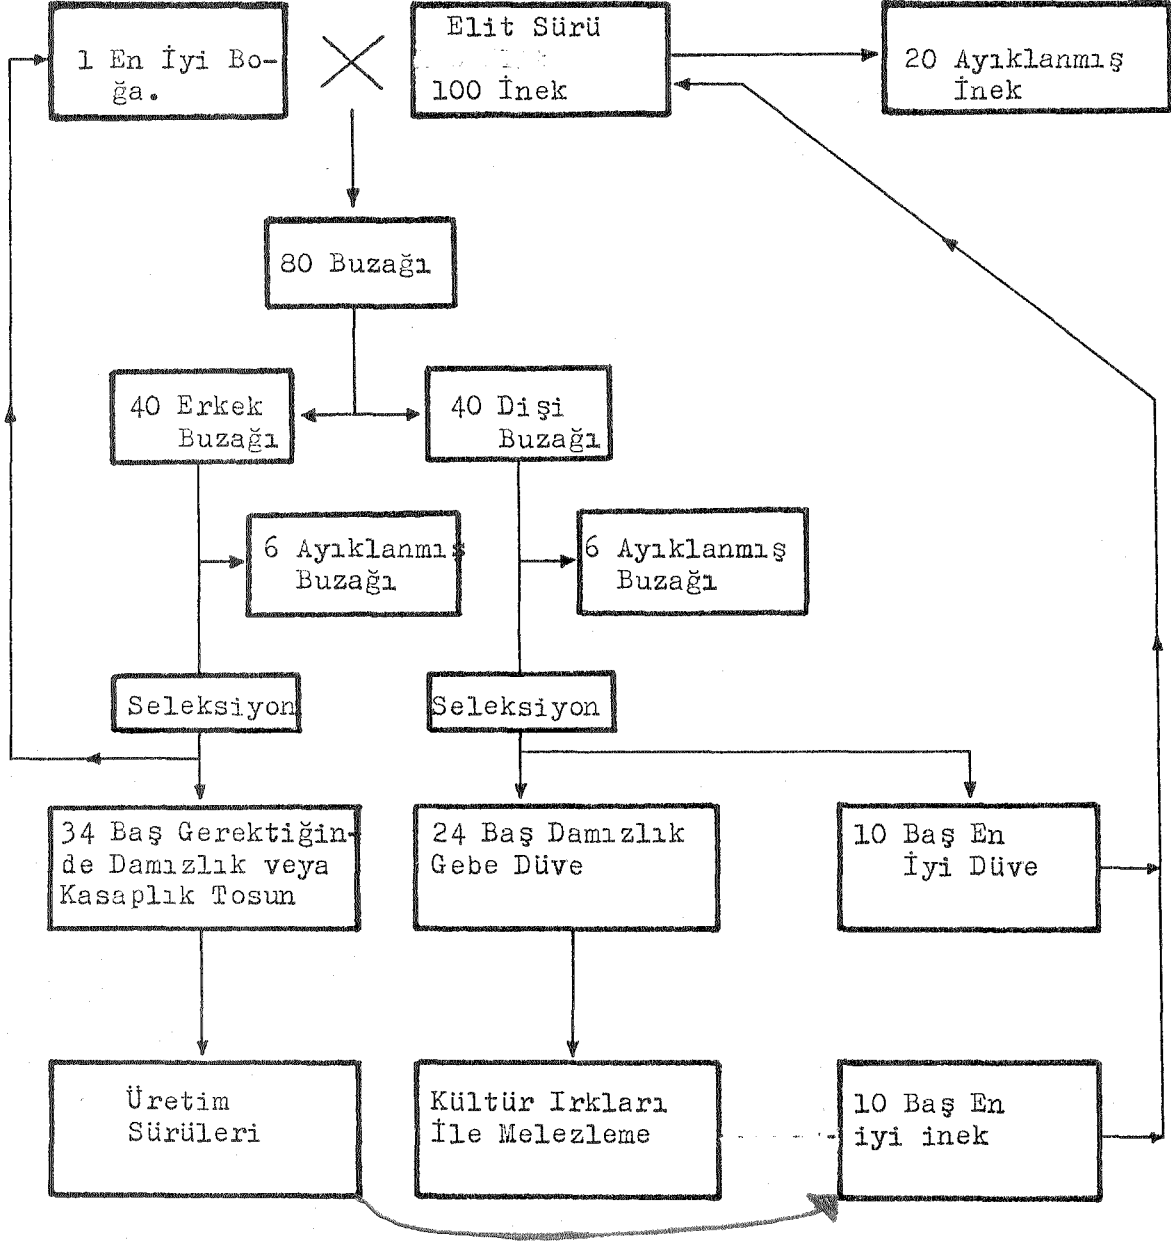 1 En İyi Bo-
ğa.
Elit Sürü
100 İnek
20 Ayıklanmış
İnek
80 Buzağı
40 Erkek
Buzağı
40 Dişi
Buzağı
6 Ayıklanmış
Buzağı
6 Ayıklanmış
Buzağı
Seleksiyon
Seleksiyon
34 Baş Gerektiğin-
de Damızlık veya
Kasaplık Tosun
24 Baş Damızlık
Gebe Düve
10 Baş En
İyi Düve
Üretim
Sürüleri
Kültür Irkları
İle Melezleme
10 Baş En
iyi inek